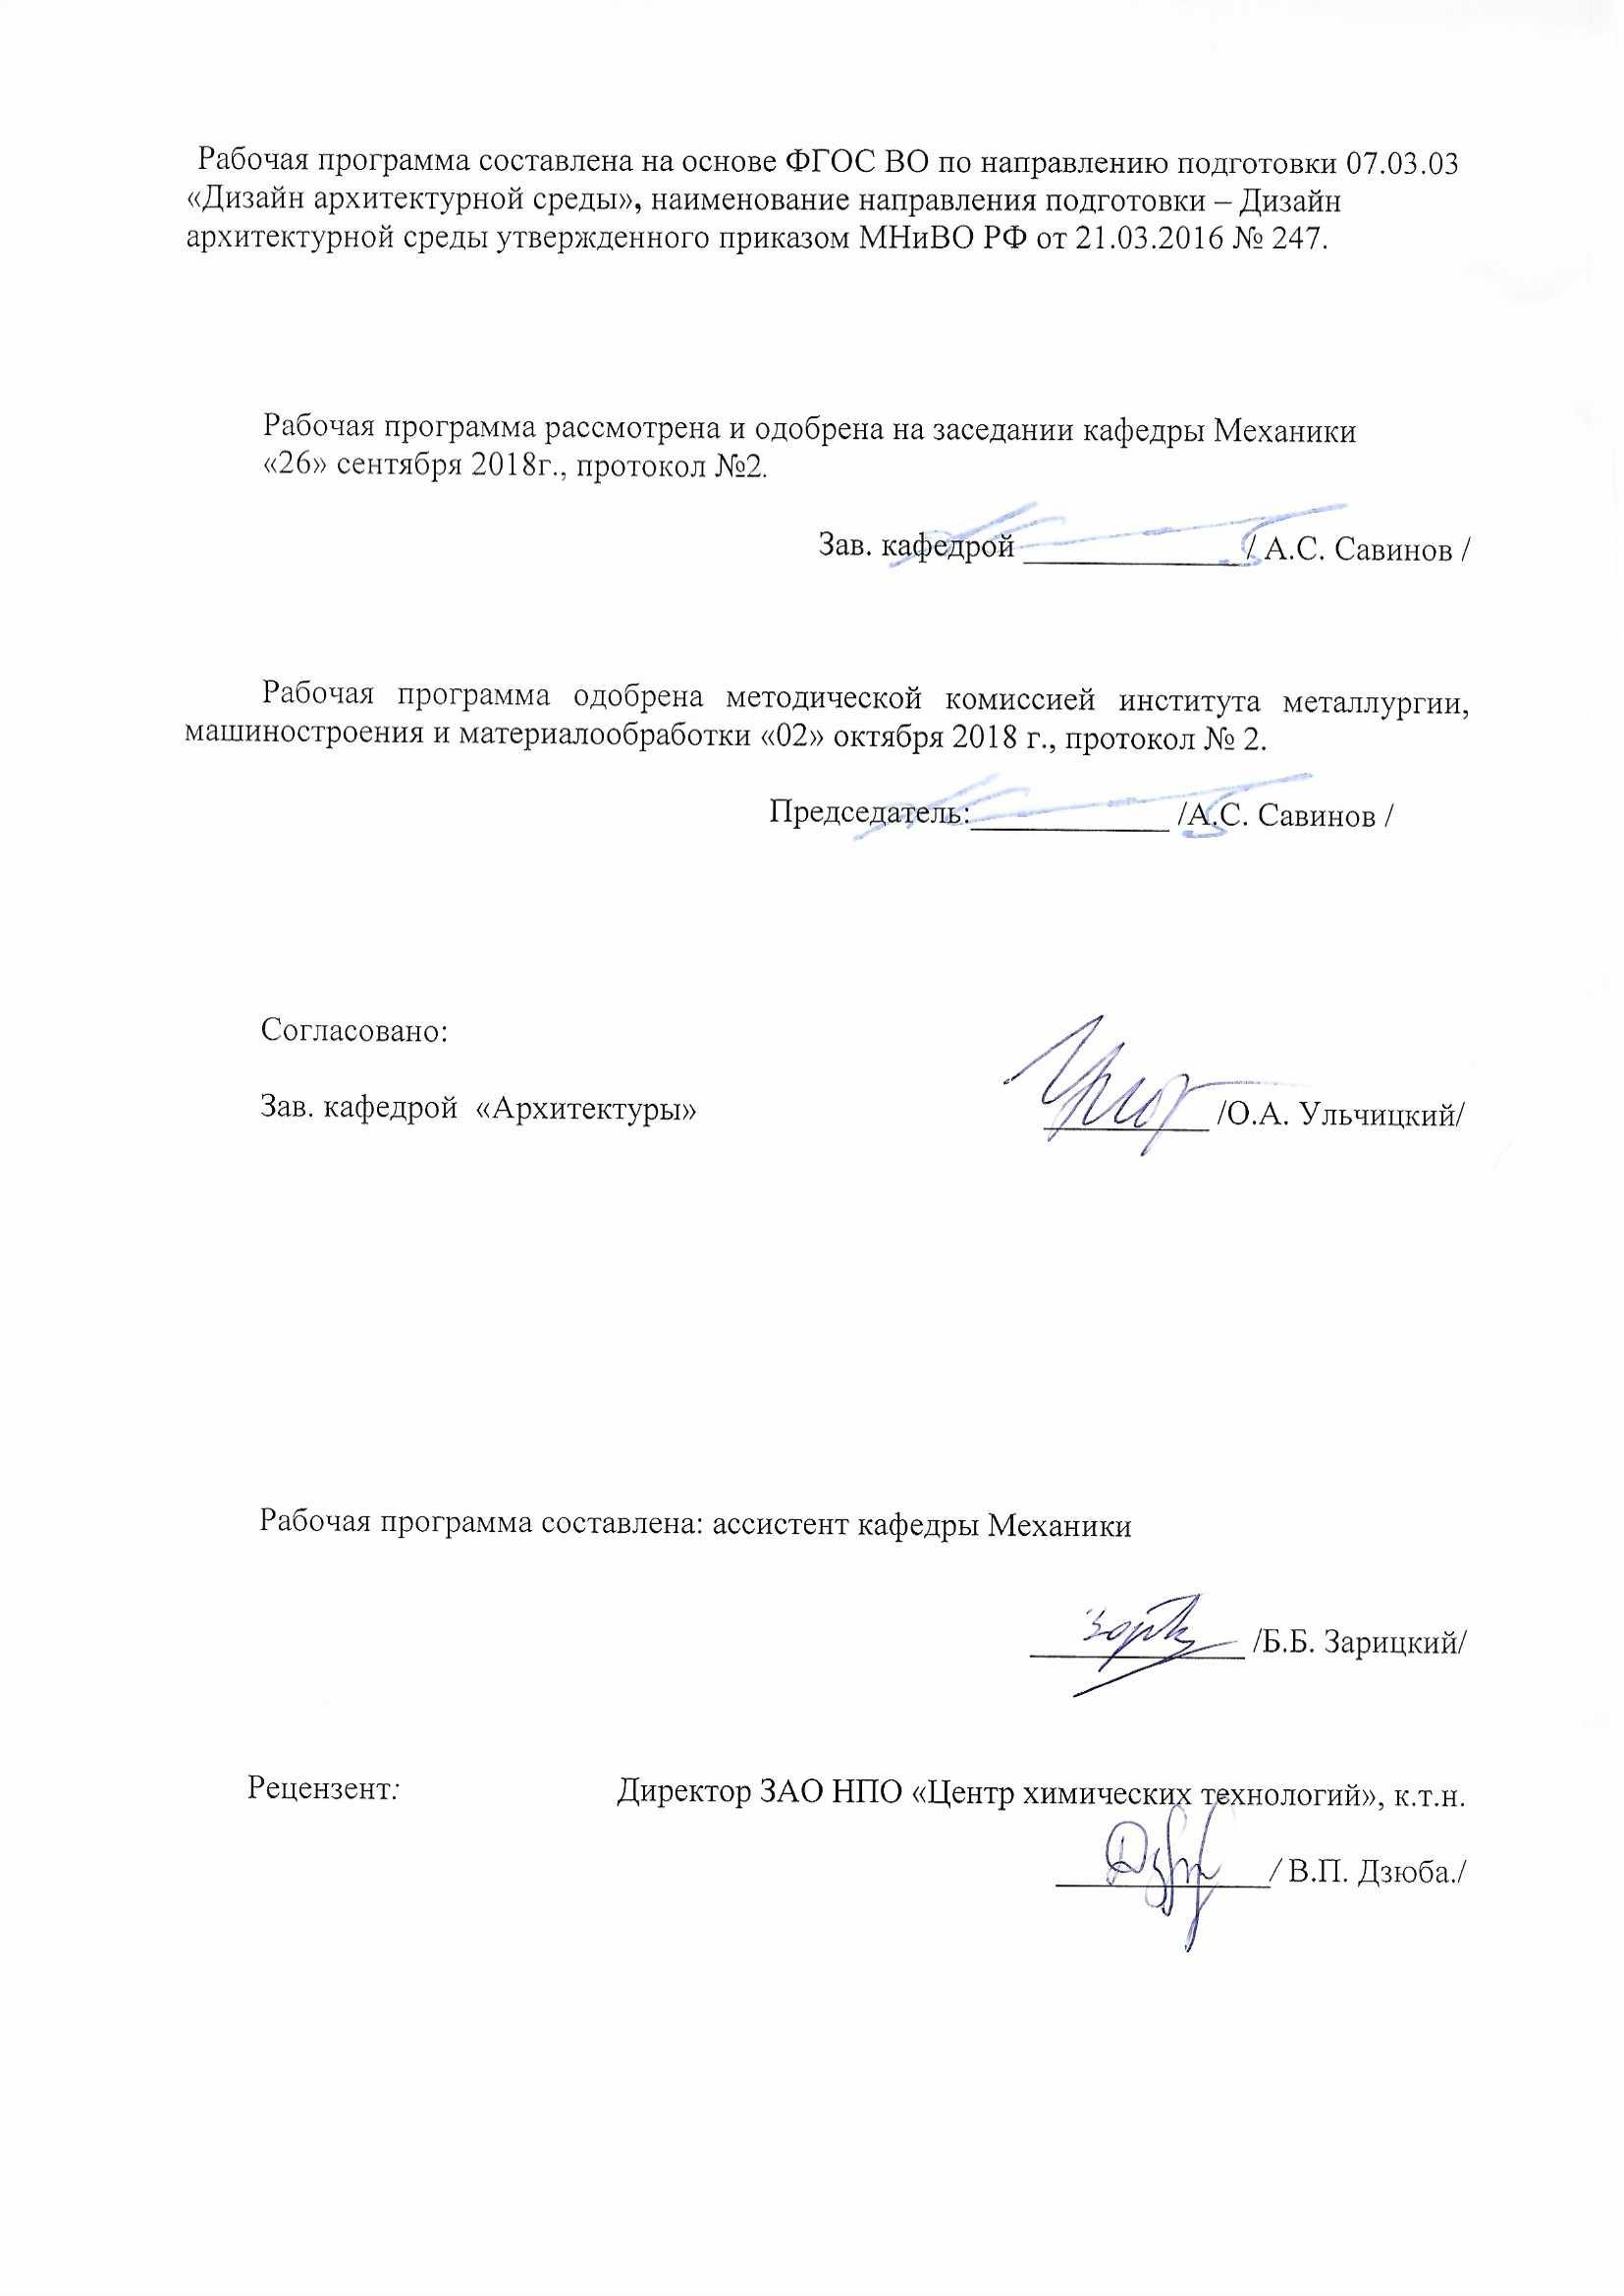 Рабочая программа составлена на основе ФГОС ВО по направлению подготовки 07.03.03
«Дизайн архитектурной среды», наименование направления подготовки – Дизайн
архитектурной среды утвержденного приказом МНиВО РФ от 21.03.2016 № 247.
Рабочая программа рассмотрена и одобрена на заседании кафедры Механики
«26» сентября 2018г., протокол №2.
Зав. кафедрой ______________/ А.С. Савинов /
Рабочая программа одобрена методической комиссией института металлургии,
машиностроения и материалообработки «02» октября 2018 г., протокол № 2.
Председатель:____________ /А.С. Савинов /
Согласовано:
Зав. кафедрой «Архитектуры» __________ /О.А. Ульчицкий/
Рабочая программа составлена: ассистент кафедры Механики
_____________ /Б.Б. Зарицкий/
Рецензент: Директор ЗАО НПО «Центр химических технологий», к.т.н.
_____________/ В.П. Дзюба./